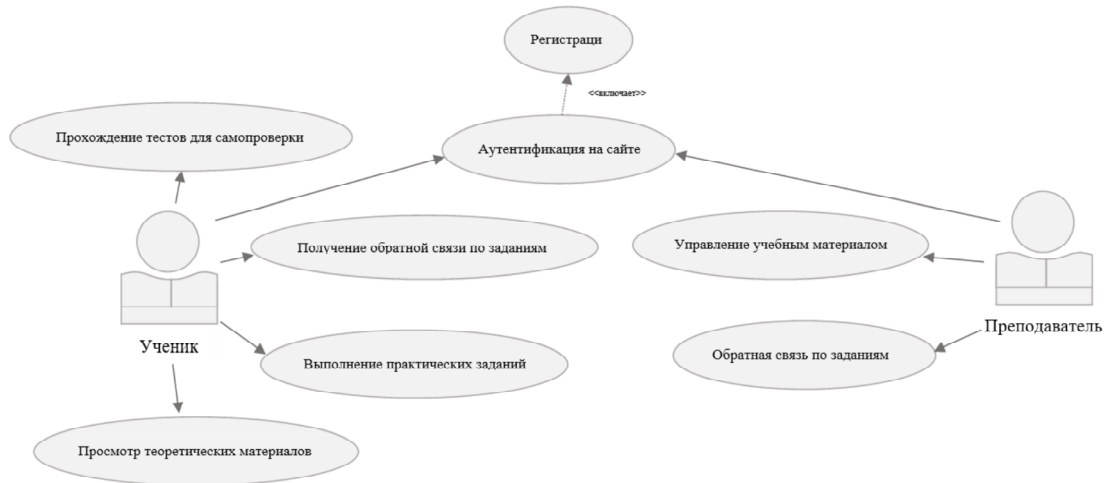 Регистраци
<<включает>>
Прохождение тестов для самопроверки
Аутентификация на сайте
Получение обратной связи по заданиям
Управление учебным материалом
Преподаватель
Ученик
Обратная связь по заданиям
Выполнение практических заданий
Просмотр теоретических материалов